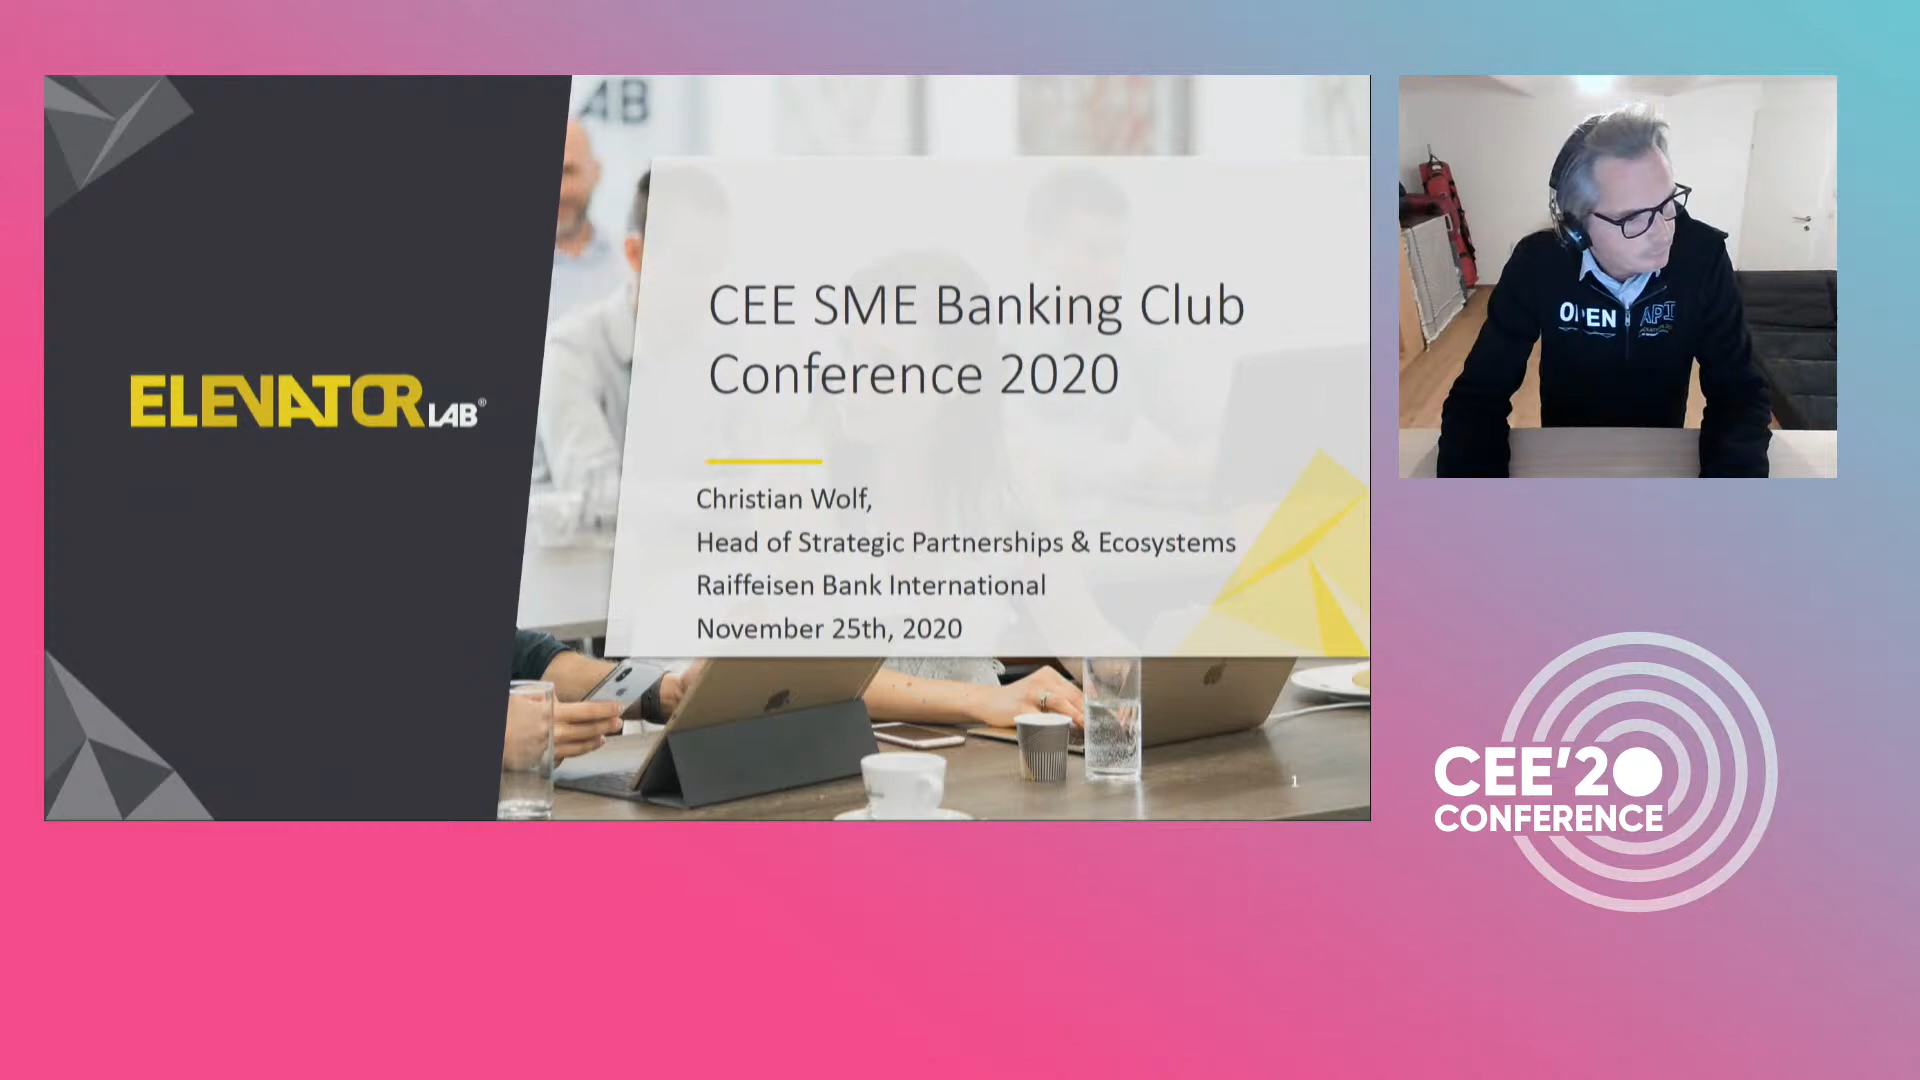 AB
ELEVATOR LAB®
CEE SME Banking Club
Conference 2020
Christian Wolf,
Head of Strategic Partnerships & Ecosystems
Raiffeisen Bank International
November 25th, 2020
1
OPEN API
CEE'20
CONFERENCE